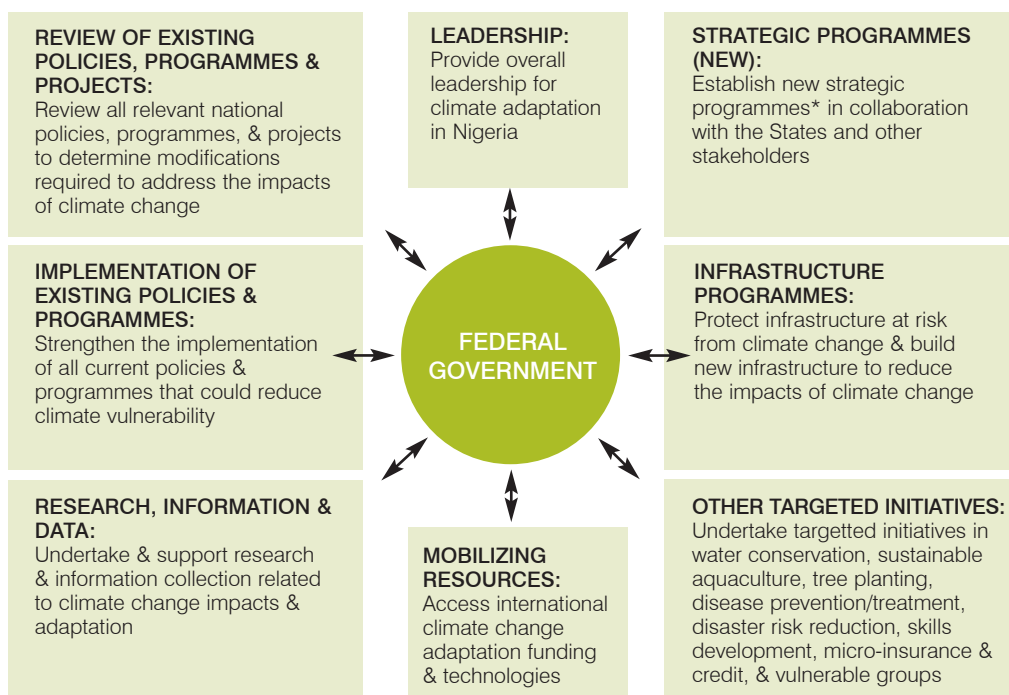 REVIEW OF EXISTING
POLICIES, PROGRAMMES &
PROJECTS:
Review all relevant national
policies, programmes, & projects
to determine modifications
required to address the impacts
of climate change
LEADERSHIP:
Provide overall
leadership for
climate adaptation
in Nigeria
STRATEGIC PROGRAMMES
(NEW):
Establish new strategic
programmes* in collaboration
with the States and other
stakeholders
IMPLEMENTATION OF
EXISTING POLICIES &
PROGRAMMES:
Strengthen the implementation
of all current policies &
programmes that could reduce
climate vulnerability
FEDERAL
GOVERNMENT
INFRASTRUCTURE
PROGRAMMES:
Protect infrastructure at risk
from climate change & build
new infrastructure to reduce
the impacts of climate change
RESEARCH, INFORMATION &
DATA:
Undertake & support research
& information collection related
to climate change impacts &
adaptation
MOBILIZING
RESOURCES:
Access international
climate change
adaptation funding
& technologies
OTHER TARGETED INITIATIVES:
Undertake targetted initiatives in
water conservation, sustainable
aquaculture, tree planting,
disease prevention/treatment,
disaster risk reduction, skills
development, micro-insurance &
credit, & vulnerable groups